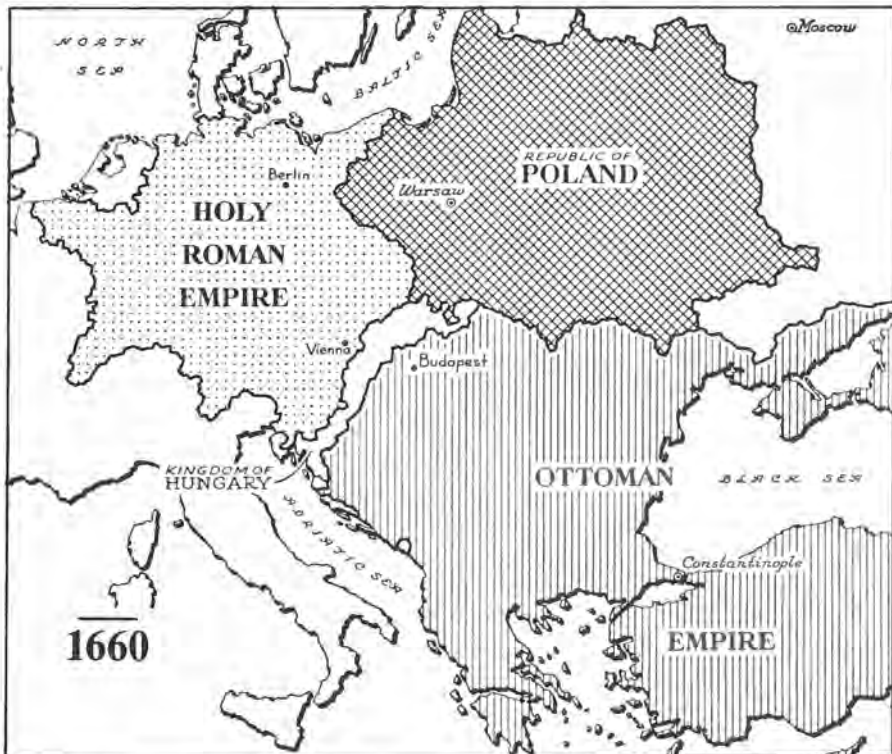 NORTH
SEA
BALTIC SEA
Moscow
REPUBLIC OF
POLAND
Warsaw
Berlin
HOLY
ROMAN
EMPIRE
Vienna
Budapest
KINGDOM OF
HUNGARY
ADRIATIC SEA
OTTOMAN
BLACK SEA
Constantinople
EMPIRE
1660